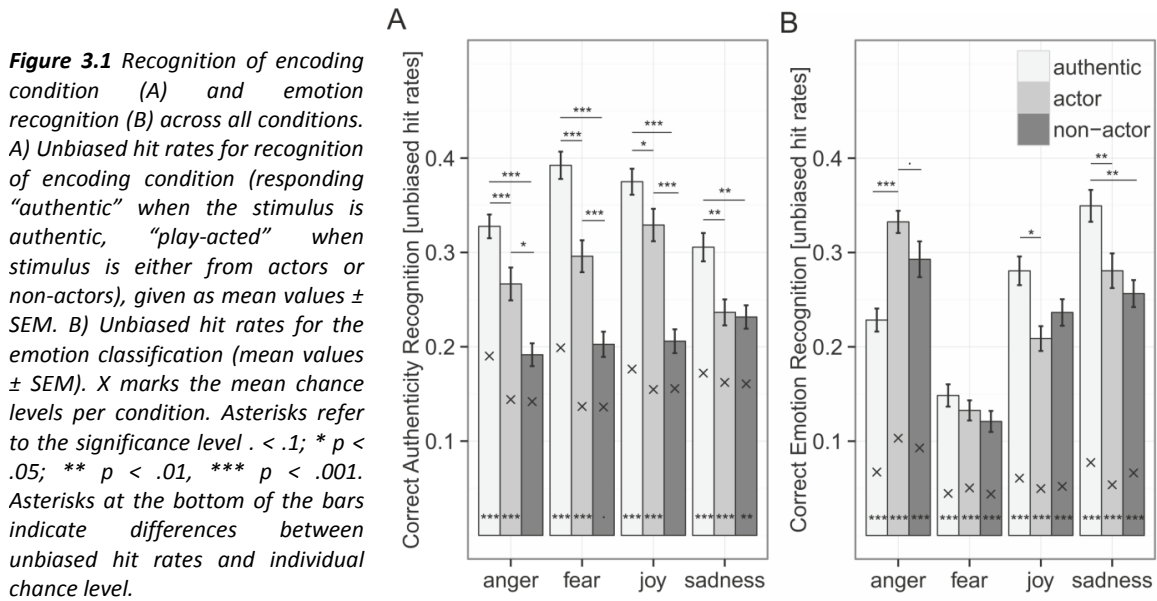 Figure 3.1 Recognition of encoding
condition (A) and emotion
recognition (B) across all conditions.
A) Unbiased hit rates for recognition
of encoding condition (responding
“authentic” when the stimulus is
authentic, “play-acted” when
stimulus is either from actors or
non-actors), given as mean values ±
SEM. B) Unbiased hit rates for the
emotion classification (mean values
± SEM). X marks the mean chance
levels per condition. Asterisks refer
to the significance level . < .1; * p <
.05; ** p < .01, *** p < .001.
Asterisks at the bottom of the bars
indicate differences between
unbiased hit rates and individual
chance level.
A
Correct Authenticity Recognition [unbiased hit rates]
0.4
0.3
0.2
0.1
*** *** * *** *** *** *** * *** ** **
*** *** *** *** . *** *** *** *** *** **
anger fear joy sadness
B
Correct Emotion Recognition [unbiased hit rates]
authentic
actor
non-actor
0.4
0.3
0.2
0.1
*** . * ** **
*** *** *** *** *** *** *** *** *** *** *** ***
anger fear joy sadness